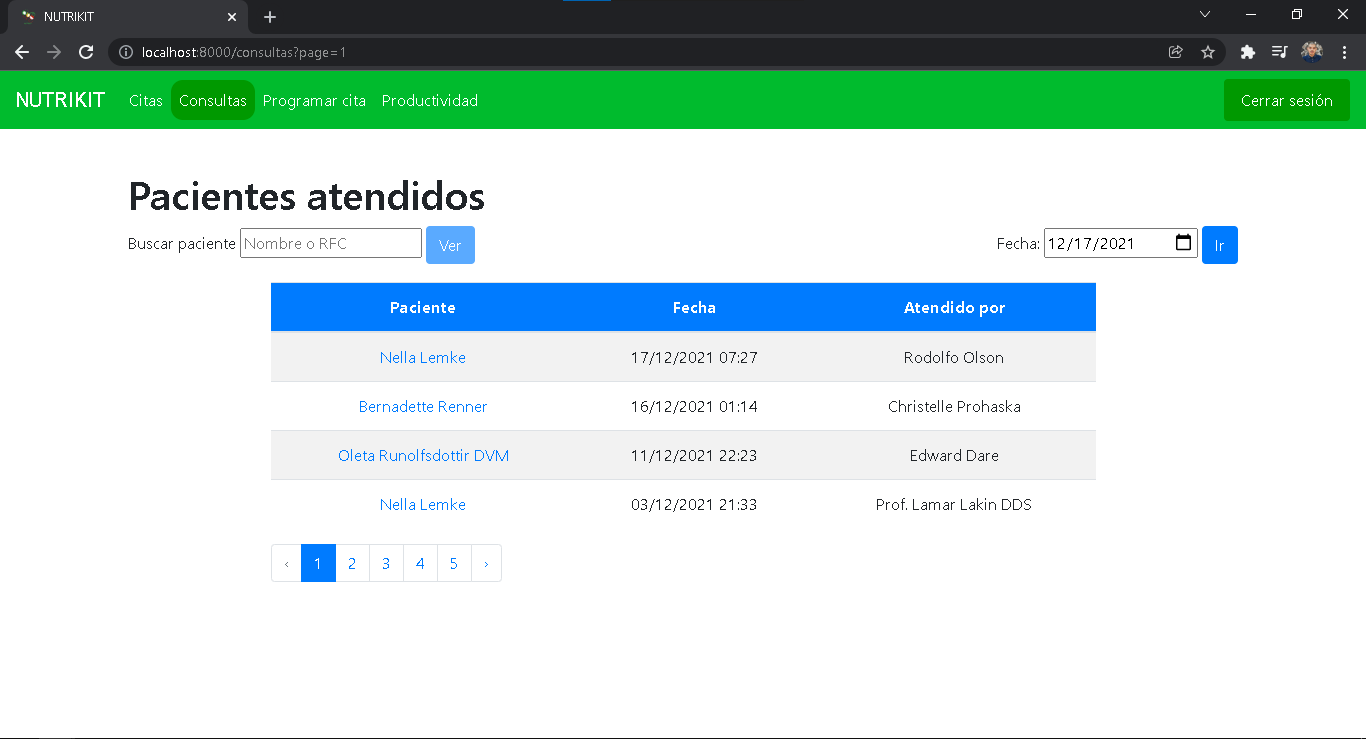 NUTRIKIT
localhost:8000/consultas?page=1
NUTRIKIT Citas Consultas Programar cita Productividad Cerrar sesión
Pacientes atendidos
Buscar paciente Nombre o RFC Ver Fecha: 12/17/2021 Ir
Paciente Fecha Atendido por
Nella Lemke 17/12/2021 07:27 Rodolfo Olson
Bernadette Renner 16/12/2021 01:14 Christelle Prohaska
Oleta Runolfsdottir DVM 11/12/2021 22:23 Edward Dare
Nella Lemke 03/12/2021 21:33 Prof. Lamar Lakin DDS
‹ 1 2 3 4 5 ›